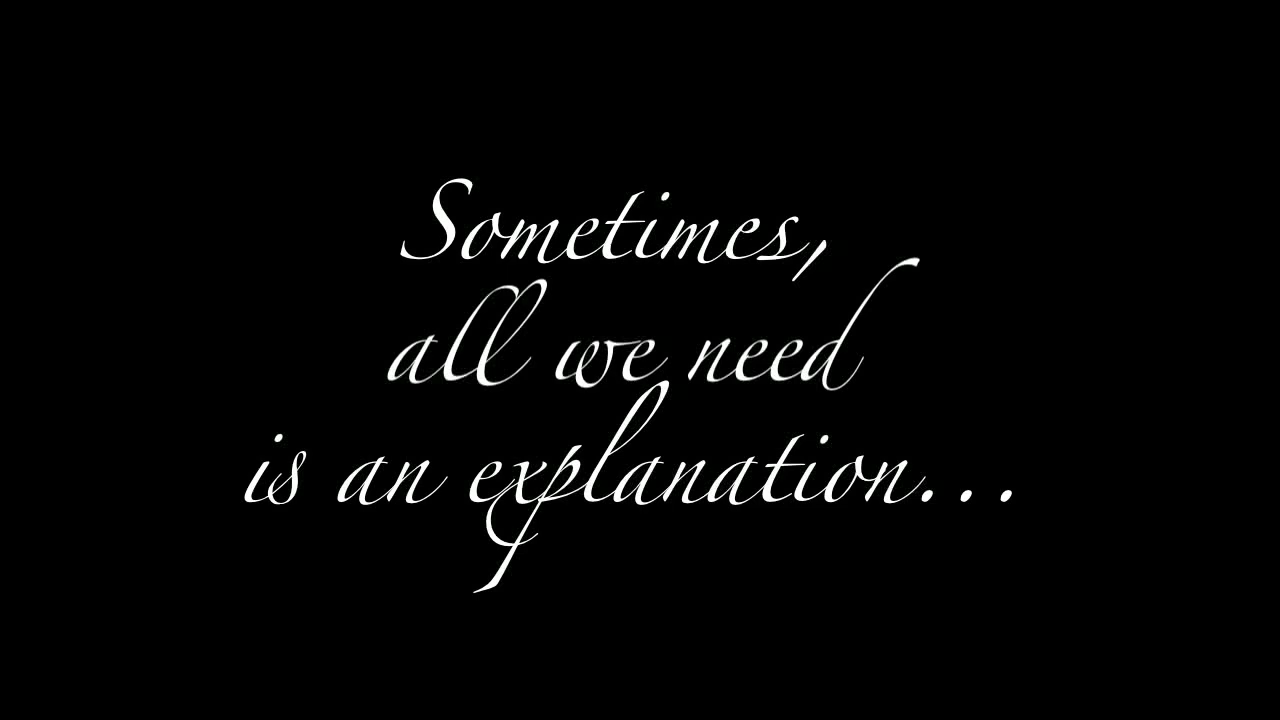 Sometimes,
all we need
is an explanation...